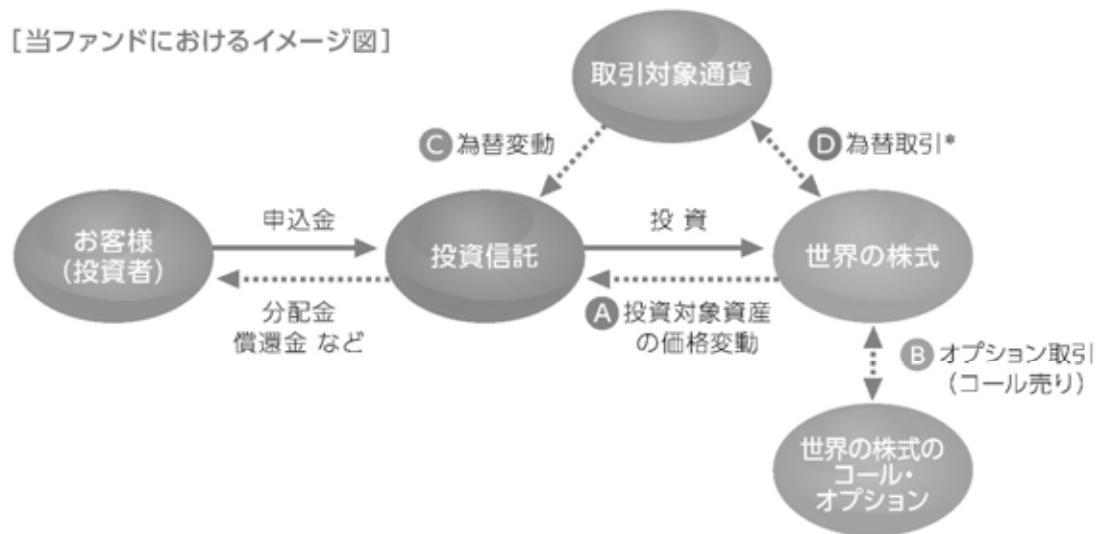 [当ファンドにおけるイメージ図]
取引対象通貨
C 為替変動
D 為替取引*
お客様
(投資者)
申込金
投資信託
投 資
世界の株式
分配金
償還金 など
A 投資対象資産
の価格変動
B オプション取引
(コール売り)
世界の株式の
コール・
オプション